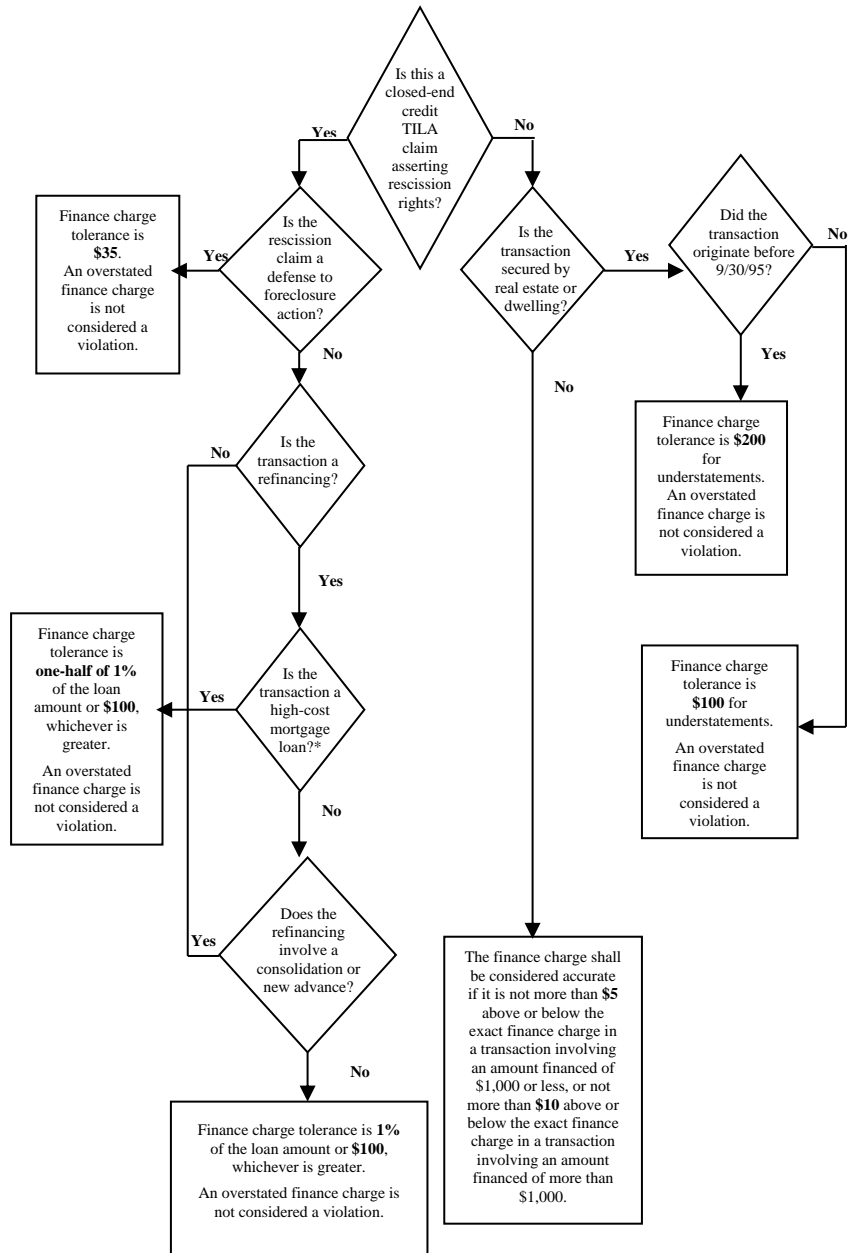 Is this a
closed-end
credit
TILA
claim
asserting
rescission
rights?
Yes
No
Is the
rescission
claim a
defense to
foreclosure
action?
Yes
Finance charge
tolerance is
$35.
An overstated
finance charge
is not
considered a
violation.
No
Is the
transaction
secured by
real estate or
dwelling?
Yes
No
Did the
transaction
originate before
9/30/95?
No
Yes
Finance charge
tolerance is $200
for
understatements.
An overstated
finance charge is
not considered a
violation.
Finance charge
tolerance is
$100 for
understatements.
An overstated
finance charge
is not
considered a
violation.
Is the
transaction a
refinancing?
No
Yes
Is the
transaction a
high-cost
mortgage
loan?*
Yes
Finance charge
tolerance is
one-half of 1%
of the loan
amount or $100,
whichever is
greater.
An overstated
finance charge is
not considered a
violation.
No
Does the
refinancing
involve a
consolidation or
new advance?
Yes
No
Finance charge tolerance is 1%
of the loan amount or $100,
whichever is greater.
An overstated finance charge is
not considered a violation.
The finance charge shall
be considered accurate
if it is not more than $5
above or below the
exact finance charge in
a transaction involving
an amount financed of
$1,000 or less, or not
more than $10 above or
below the exact finance
charge in a transaction
involving an amount
financed of more than
$1,000.